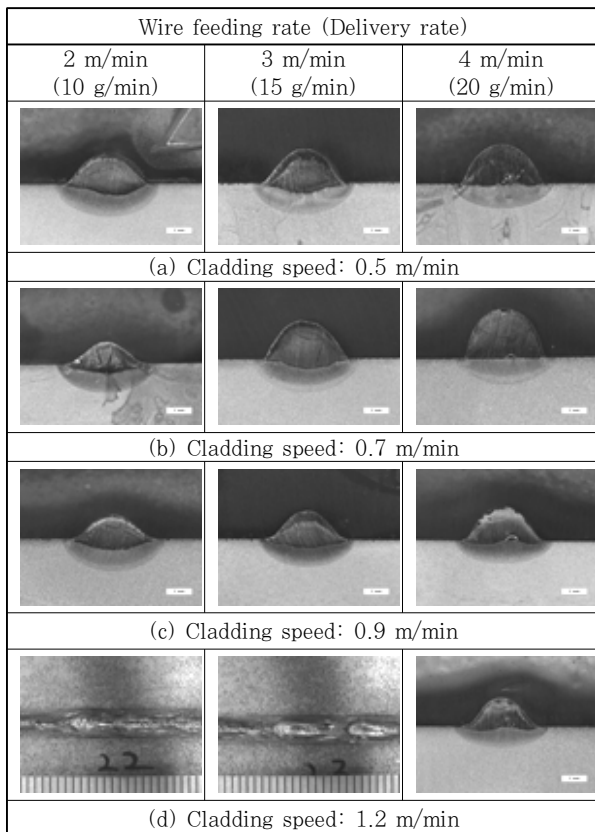 Wire feeding rate (Delivery rate)
2 m/min 3 m/min 4 m/min
(10 g/min) (15 g/min) (20 g/min)
(a) Cladding speed: 0.5 m/min
(b) Cladding speed: 0.7 m/min
(c) Cladding speed: 0.9 m/min
22
(d) Cladding speed: 1.2 m/min